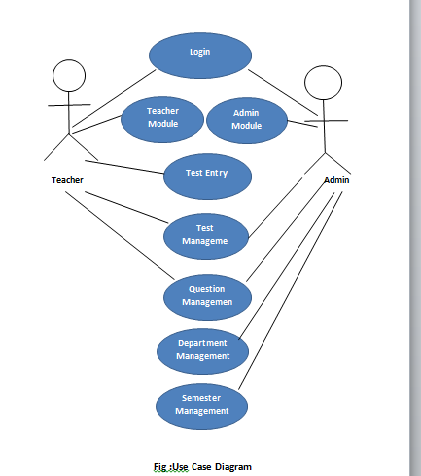 Login
Teacher
Module
Admin
Module
Test Entry
Teacher
Admin
Test
Manageme
Question
Managemen
Department
Management
Semester
Management
Fig :Use Case Diagram